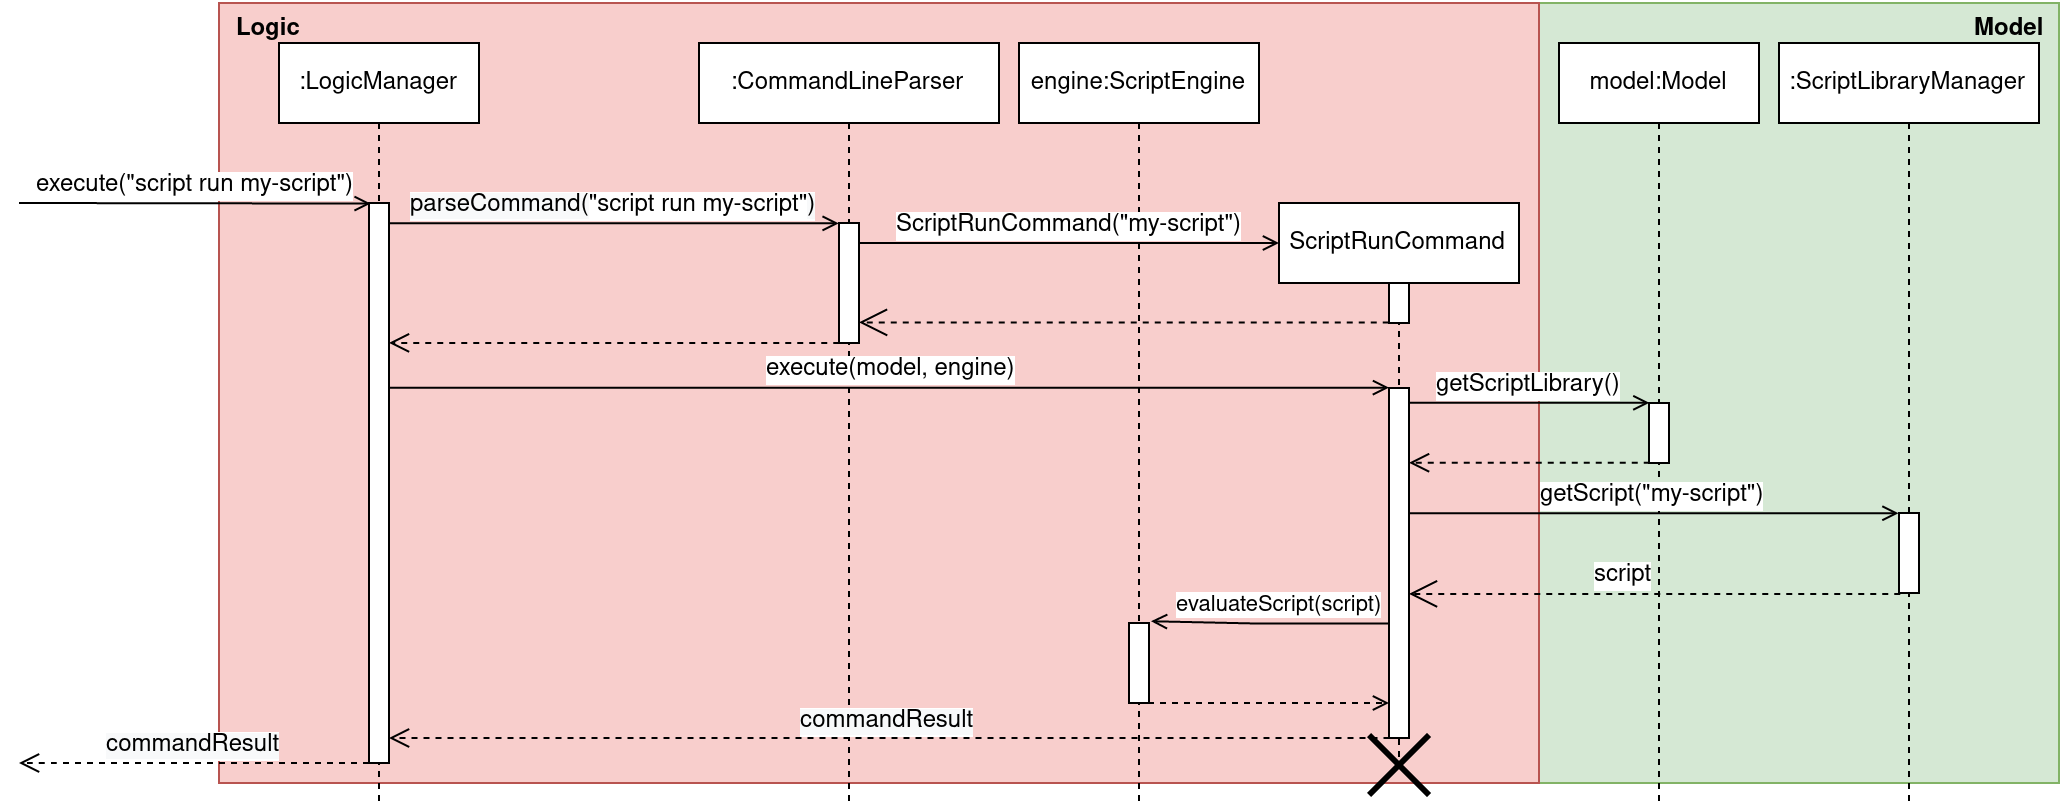 Logic
Model
:LogicManager
:CommandLineParser
engine:ScriptEngine
model:Model
:ScriptLibraryManager
execute("script run my-script")
parseCommand("script run my-script")
ScriptRunCommand("my-script")
ScriptRunCommand
execute(model, engine)
getScriptLibrary()
getScript("my-script")
script
evaluateScript(script)
commandResult
commandResult